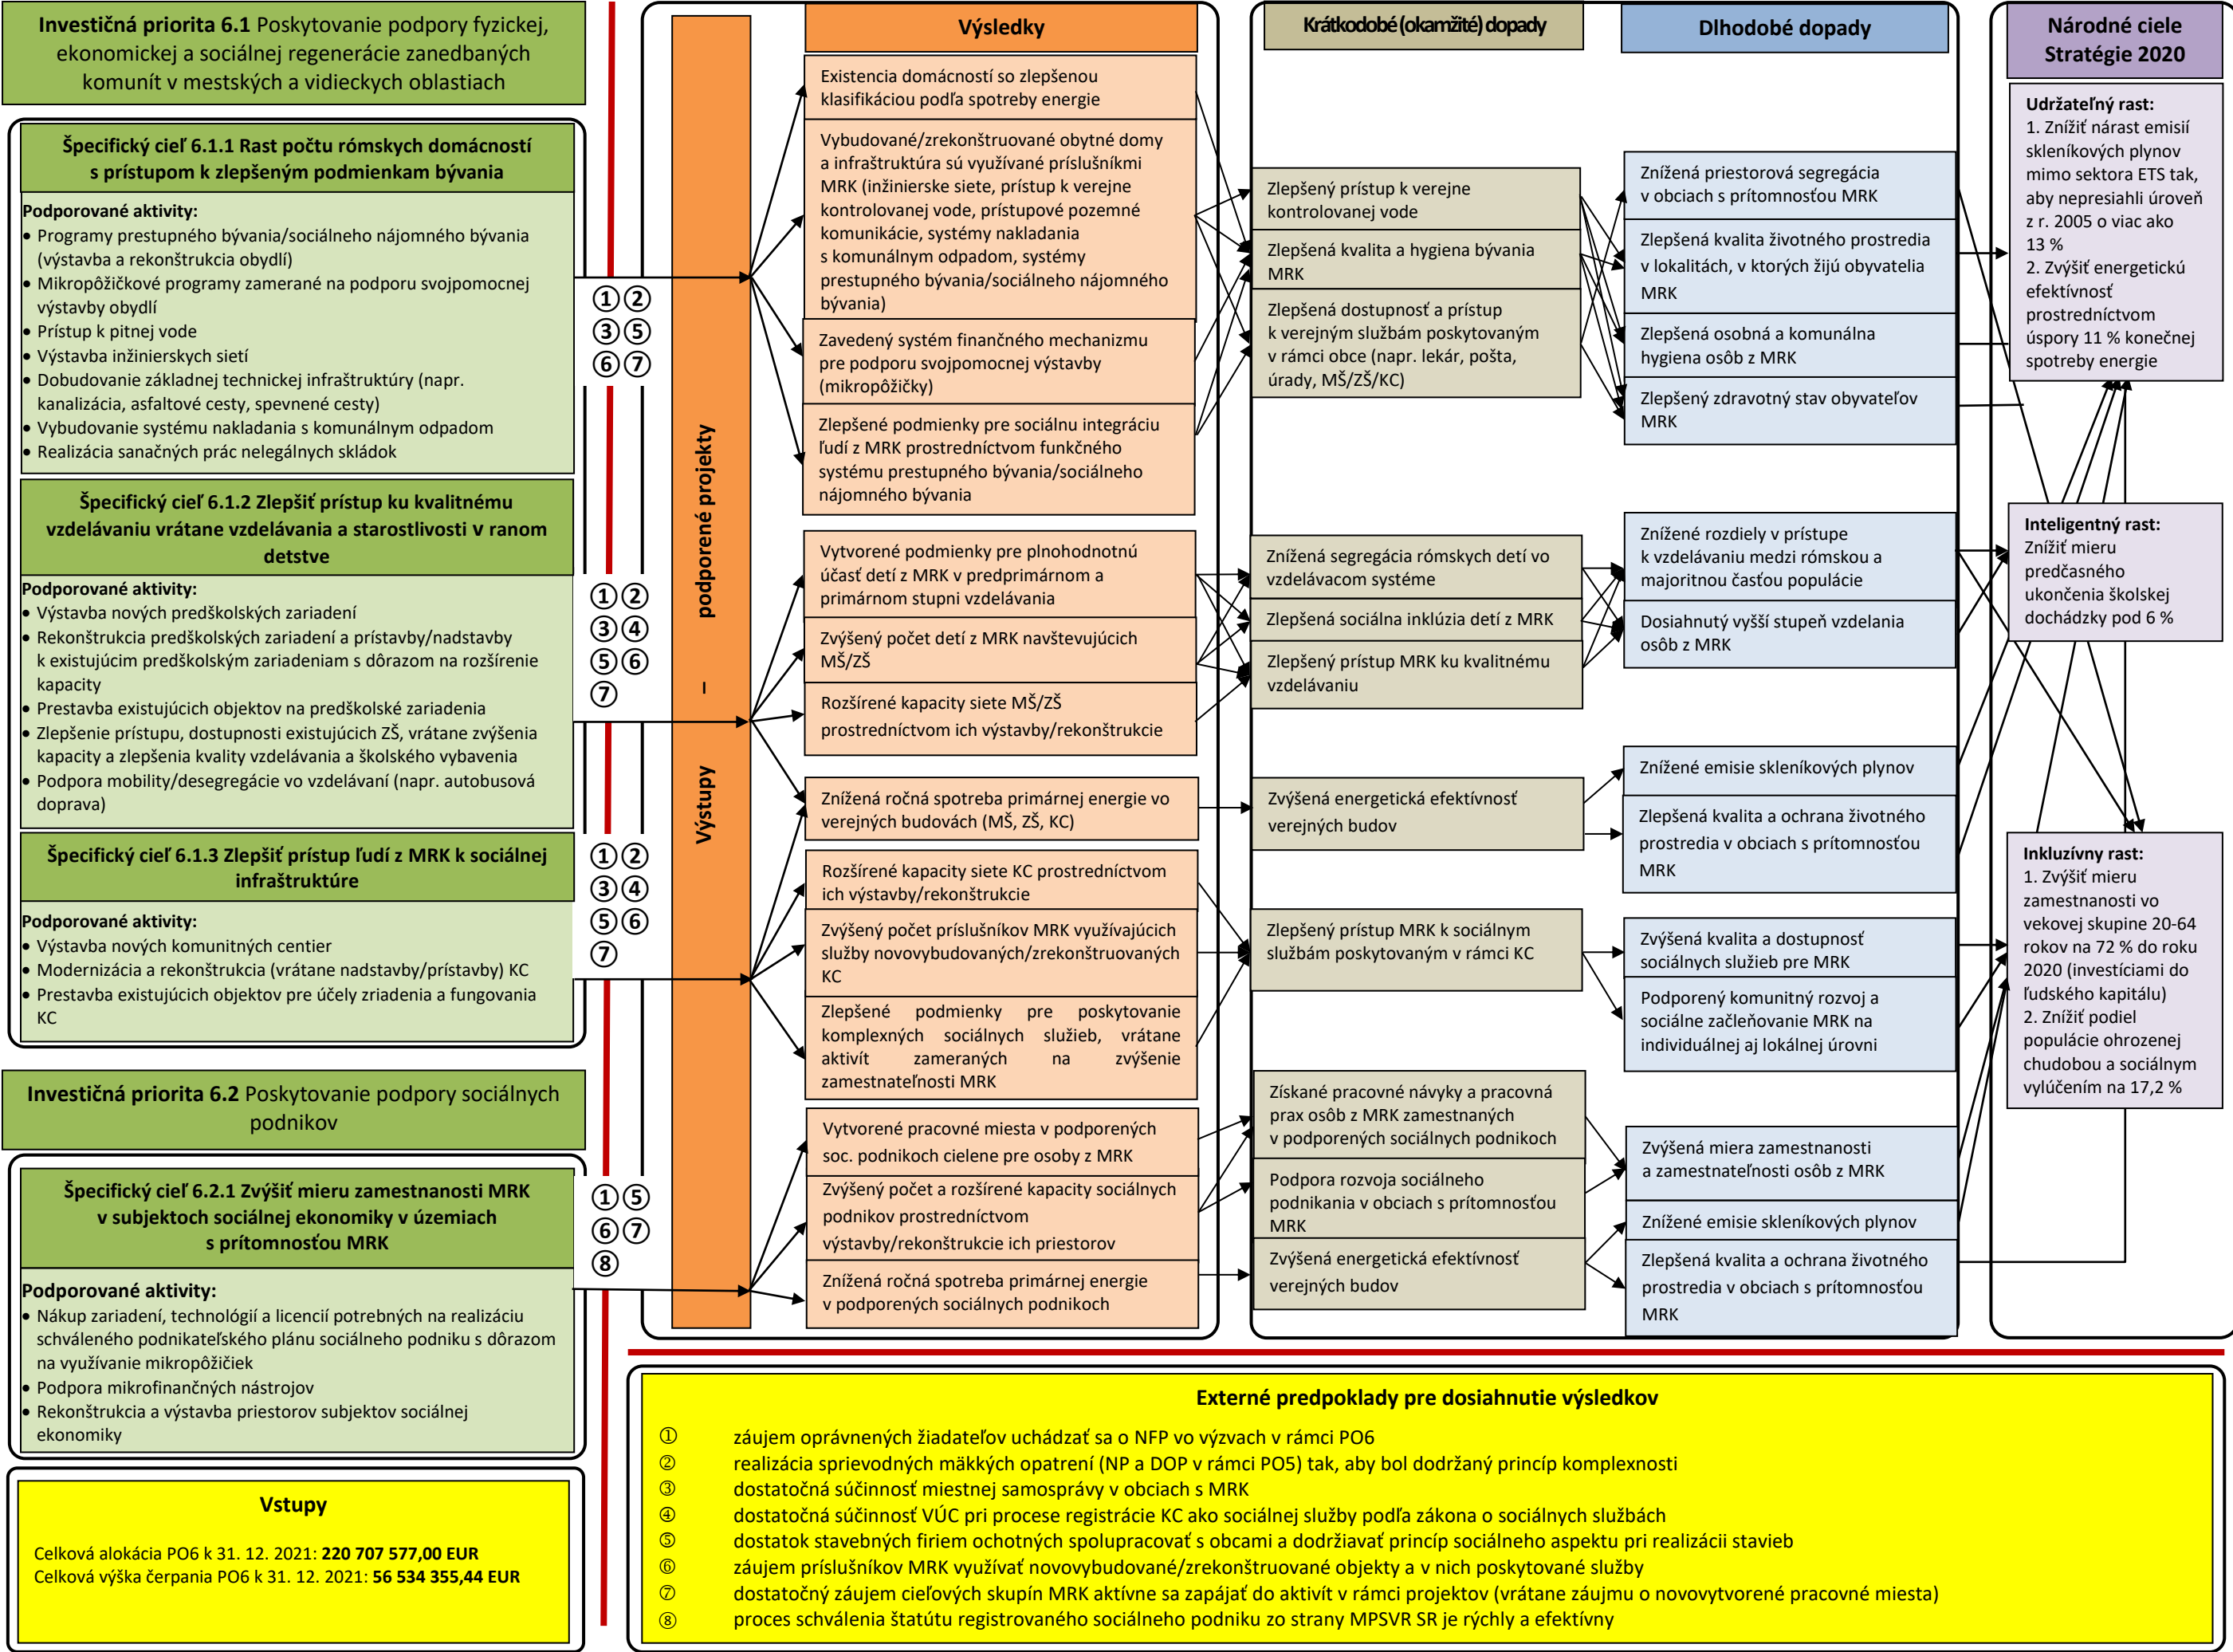 Investičná priorita 6.1 Poskytovanie podpory fyzickej,
ekonomickej a sociálnej regenerácie zanedbaných
komunít v mestských a vidieckych oblastiach
Špecifický cieľ 6.1.1 Rast počtu rómskych domácností
s prístupom k zlepšeným podmienkam bývania
Podporované aktivity:
• Programy prestupného bývania/sociálneho nájomného bývania
(výstavba a rekonštrukcia obydlí)
• Mikropôžičkové programy zamerané na podporu svojpomocnej
výstavby obydlí
• Prístup k pitnej vode
• Výstavba inžinierskych sietí
• Dobudovanie základnej technickej infraštruktúry (napr.
kanalizácia, asfaltové cesty, spevnené cesty)
• Vybudovanie systému nakladania s komunálnym odpadom
• Realizácia sanačných prác nelegálnych skládok
Špecifický cieľ 6.1.2 Zlepšiť prístup ku kvalitnému
vzdelávaniu vrátane vzdelávania a starostlivosti v ranom
detstve
Podporované aktivity:
• Výstavba nových predškolských zariadení
• Rekonštrukcia predškolských zariadení a prístavby/nadstavby
k existujúcim predškolským zariadeniam s dôrazom na rozšírenie
kapacity
• Prestavba existujúcich objektov na predškolské zariadenia
• Zlepšenie prístupu, dostupnosti existujúcich ZŠ, vrátane zvýšenia
kapacity a zlepšenia kvality vzdelávania a školského vybavenia
• Podpora mobility/desegregácie vo vzdelávaní (napr. autobusová
doprava)
Špecifický cieľ 6.1.3 Zlepšiť prístup ľudí z MRK k sociálnej
infraštruktúre
Podporované aktivity:
• Výstavba nových komunitných centier
• Modernizácia a rekonštrukcia (vrátane nadstavby/prístavby) KC
• Prestavba existujúcich objektov pre účely zriadenia a fungovania
KC
Investičná priorita 6.2 Poskytovanie podpory sociálnych
podnikov
Špecifický cieľ 6.2.1 Zvýšiť mieru zamestnanosti MRK
v subjektoch sociálnej ekonomiky v územiach
s prítomnosťou MRK
Podporované aktivity:
• Nákup zariadení, technológií a licencií potrebných na realizáciu
schváleného podnikateľského plánu sociálneho podniku s dôrazom
na využívanie mikropôžičiek
• Podpora mikrofinančných nástrojov
• Rekonštrukcia a výstavba priestorov subjektov sociálnej
ekonomiky
Vstupy
Celková alokácia PO6 k 31. 12. 2021: 220 707 577,00 EUR
Celková výška čerpania PO6 k 31. 12. 2021: 56 534 355,44 EUR
① ②
③ ⑤
⑥ ⑦
① ②
③ ④
⑤ ⑥
⑦
① ②
③ ④
⑤ ⑥
⑦
① ⑤
⑥ ⑦
⑧
Výstupy – podporené projekty
Výsledky
Existencia domácností so zlepšenou
klasifikáciou podľa spotreby energie
Vybudované/zrekonštruované obytné domy
a infraštruktúra sú využívané príslušníkmi
MRK (inžinierske siete, prístup k verejne
kontrolovanej vode, prístupové pozemné
komunikácie, systémy nakladania
s komunálnym odpadom, systémy
prestupného bývania/sociálneho nájomného
bývania)
Zavedený systém finančného mechanizmu
pre podporu svojpomocnej výstavby
(mikropôžičky)
Zlepšené podmienky pre sociálnu integráciu
ľudí z MRK prostredníctvom funkčného
systému prestupného bývania/sociálneho
nájomného bývania
Vytvorené podmienky pre plnohodnotnú
účasť detí z MRK v predprimárnom a
primárnom stupni vzdelávania
Zvýšený počet detí z MRK navštevujúcich
MŠ/ZŠ
Rozšírené kapacity siete MŠ/ZŠ
prostredníctvom ich výstavby/rekonštrukcie
Znížená ročná spotreba primárnej energie vo
verejných budovách (MŠ, ZŠ, KC)
Rozšírené kapacity siete KC prostredníctvom
ich výstavby/rekonštrukcie
Zvýšený počet príslušníkov MRK využívajúcich
služby novovybudovaných/zrekonštruovaných
KC
Zlepšené podmienky pre poskytovanie
komplexných sociálnych služieb, vrátane
aktivít zameraných na zvýšenie
zamestnateľnosti MRK
Vytvorené pracovné miesta v podporených
soc. podnikoch cielene pre osoby z MRK
Zvýšený počet a rozšírené kapacity sociálnych
podnikov prostredníctvom
výstavby/rekonštrukcie ich priestorov
Znížená ročná spotreba primárnej energie
v podporených sociálnych podnikoch
Krátkodobé (okamžité) dopady
Zlepšený prístup k verejne
kontrolovanej vode
Zlepšená kvalita a hygiena bývania
MRK
Zlepšená dostupnosť a prístup
k verejným službám poskytovaným
v rámci obce (napr. lekár, pošta,
úrady, MŠ/ZŠ/KC)
Znížená segregácia rómskych detí vo
vzdelávacom systéme
Zlepšená sociálna inklúzia detí z MRK
Zlepšený prístup MRK ku kvalitnému
vzdelávaniu
Zvýšená energetická efektívnosť
verejných budov
Zlepšený prístup MRK k sociálnym
službám poskytovaným v rámci KC
Získané pracovné návyky a pracovná
prax osôb z MRK zamestnaných
v podporených sociálnych podnikoch
Podpora rozvoja sociálneho
podnikania v obciach s prítomnosťou
MRK
Zvýšená energetická efektívnosť
verejných budov
Dlhodobé dopady
Znížená priestorová segregácia
v obciach s prítomnosťou MRK
Zlepšená kvalita životného prostredia
v lokalitách, v ktorých žijú obyvatelia
MRK
Zlepšená osobná a komunálna
hygiena osôb z MRK
Zlepšený zdravotný stav obyvateľov
MRK
Znížené rozdiely v prístupe
k vzdelávaniu medzi rómskou a
majoritnou časťou populácie
Dosiahnutý vyšší stupeň vzdelania
osôb z MRK
Znížené emisie skleníkových plynov
Zlepšená kvalita a ochrana životného
prostredia v obciach s prítomnosťou
MRK
Zvýšená kvalita a dostupnosť
sociálnych služieb pre MRK
Podporený komunitný rozvoj a
sociálne začleňovanie MRK na
individuálnej aj lokálnej úrovni
Zvýšená miera zamestnanosti
a zamestnateľnosti osôb z MRK
Znížené emisie skleníkových plynov
Zlepšená kvalita a ochrana životného
prostredia v obciach s prítomnosťou
MRK
Národné ciele
Stratégie 2020
Udržateľný rast:
1. Znížiť nárast emisií
skleníkových plynov
mimo sektora ETS tak,
aby nepresiahli úroveň
z r. 2005 o viac ako
13 %
2. Zvýšiť energetickú
efektívnosť
prostredníctvom
úspory 11 % konečnej
spotreby energie
Inteligentný rast:
Znížiť mieru
predčasného
ukončenia školskej
dochádzky pod 6 %
Inkluzívny rast:
1. Zvýšiť mieru
zamestnanosti vo
vekovej skupine 20-64
rokov na 72 % do roku
2020 (investíciami do
ľudského kapitálu)
2. Znížiť podiel
populácie ohrozenej
chudobou a sociálnym
vylúčením na 17,2 %
Externé predpoklady pre dosiahnutie výsledkov
① záujem oprávnených žiadateľov uchádzať sa o NFP vo výzvach v rámci PO6
② realizácia sprievodných mäkkých opatrení (NP a DOP v rámci PO5) tak, aby bol dodržaný princíp komplexnosti
③ dostatočná súčinnosť miestnej samosprávy v obciach s MRK
④ dostatočná súčinnosť VÚC pri procese registrácie KC ako sociálnej služby podľa zákona o sociálnych službách
⑤ dostatok stavebných firiem ochotných spolupracovať s obcami a dodržiavať princíp sociálneho aspektu pri realizácii stavieb
⑥ záujem príslušníkov MRK využívať novovybudované/zrekonštruované objekty a v nich poskytované služby
⑦ dostatočný záujem cieľových skupín MRK aktívne sa zapájať do aktivít v rámci projektov (vrátane záujmu o novovytvorené pracovné miesta)
⑧ proces schválenia štatútu registrovaného sociálneho podniku zo strany MPSVR SR je rýchly a efektívny